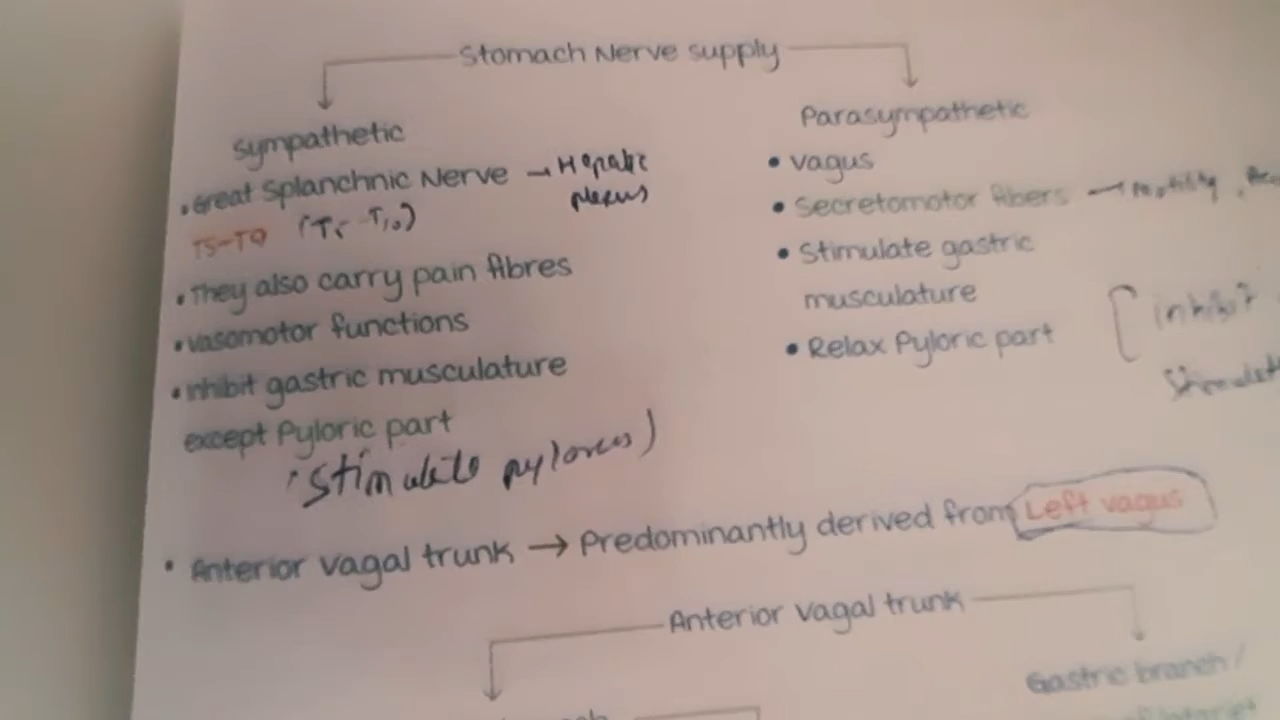 Stomach Nerve supply
Sympathetic
• Great Splanchnic Nerve → Hepatic
plexus
T5-T9 (T5 -T10)
• They also carry pain fibres
• Vasomotor functions
• Inhibit gastric musculature
except Pyloric part
(Stimulate pylorus)
Parasympathetic
• Vagus
• Secretomotor fibers → Motility,
• Stimulate gastric
musculature
• Relax Pyloric part
[ inhibit
Stimulat
• Anterior vagal trunk → Predominantly derived from Left vagus
Anterior vagal trunk
Gastric branch /